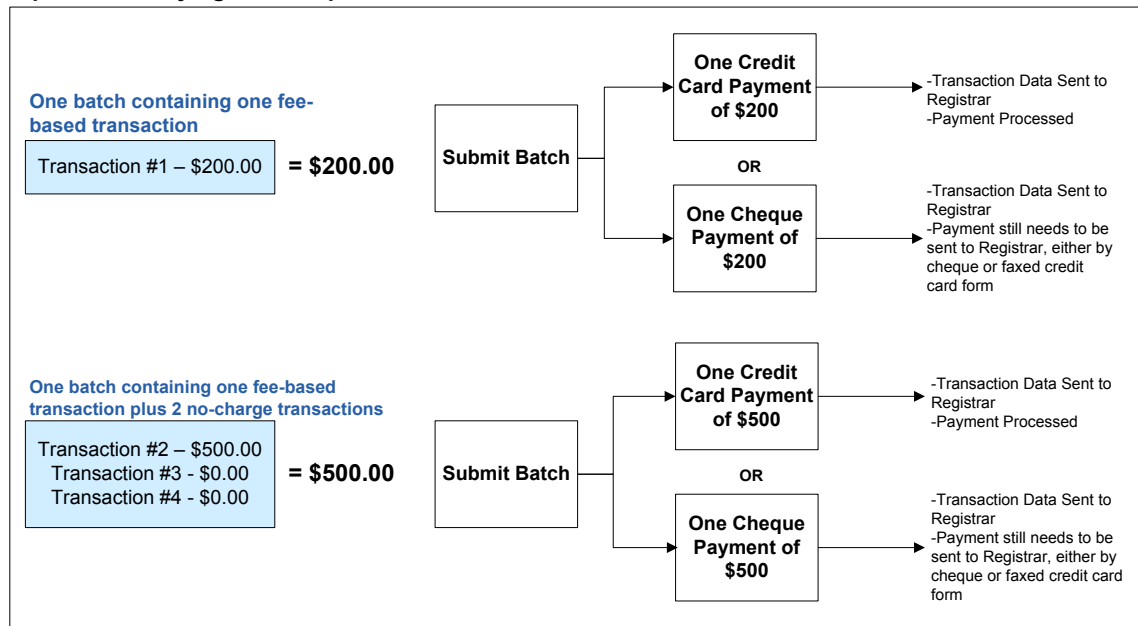 One batch containing one fee-
based transaction
Transaction #1 – $200.00
= $200.00
Submit Batch
One Credit
Card Payment
of $200
-Transaction Data Sent to
Registrar
-Payment Processed
OR
One Cheque
Payment of
$200
-Transaction Data Sent to
Registrar
-Payment still needs to be
sent to Registrar, either by
cheque or faxed credit
card form
One batch containing one fee-based
transaction plus 2 no-charge transactions
Transaction #2 – $500.00
Transaction #3 - $0.00
Transaction #4 - $0.00
= $500.00
Submit Batch
One Credit
Card Payment
of $500
-Transaction Data Sent to
Registrar
-Payment Processed
OR
One Cheque
Payment of
$500
-Transaction Data Sent to
Registrar
-Payment still needs to be
sent to Registrar, either by
cheque or faxed credit card
form